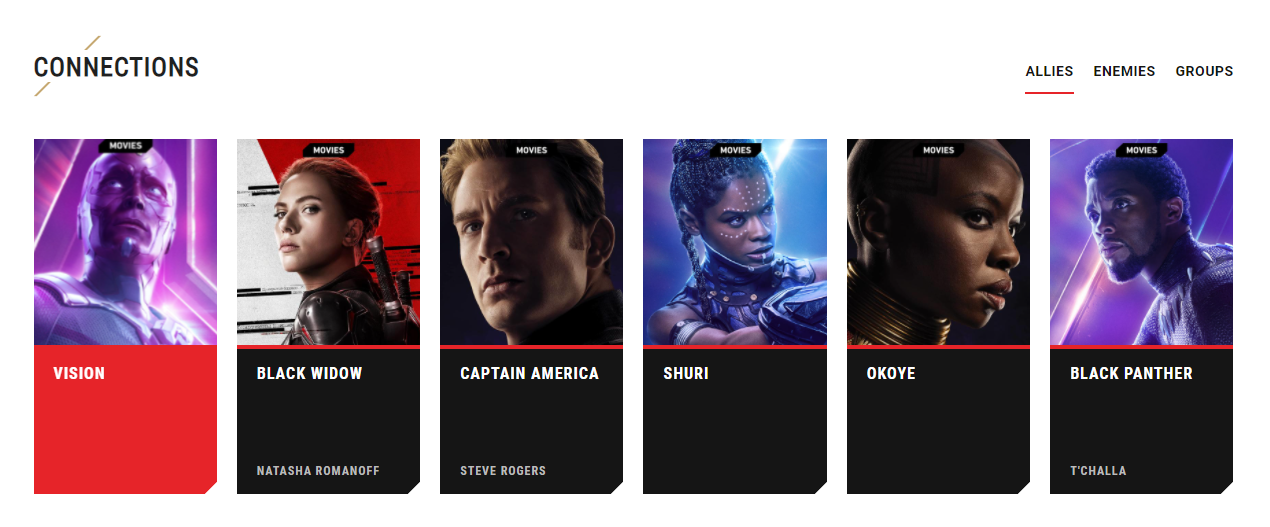 CONNECTIONS
ALLIES ENEMIES GROUPS
MOVIES MOVIES MOVIES MOVIES MOVIES MOVIES
VISION BLACK WIDOW CAPTAIN AMERICA SHURI OKOYE BLACK PANTHER
NATASHA ROMANOFF STEVE ROGERS T'CHALLA